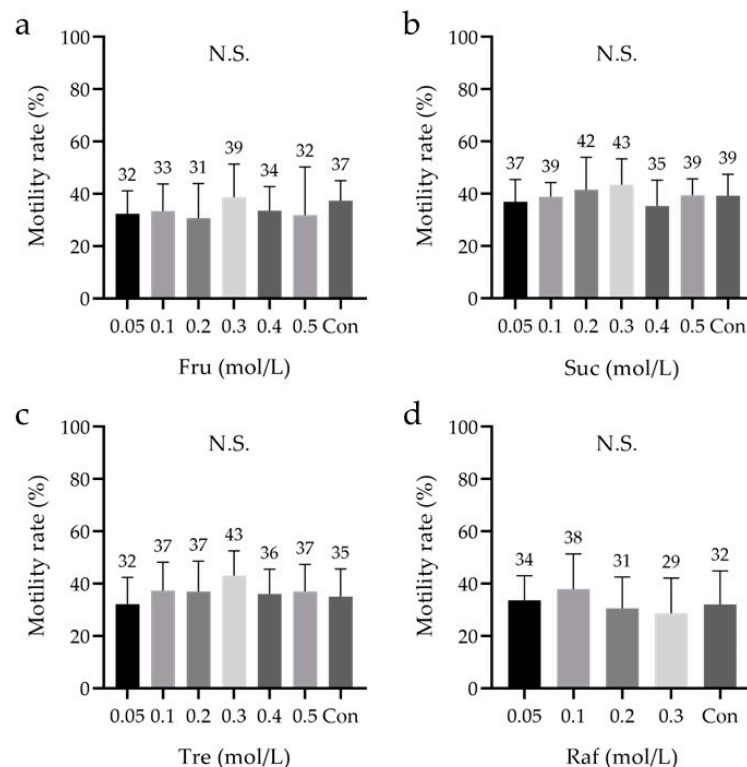 a
100
80
60
40
20
0
Motility rate (%)
N.S.
32 33 31 39 34 32 37
0.05 0.1 0.2 0.3 0.4 0.5 Con
Fru (mol/L)
b
100
80
60
40
20
0
Motility rate (%)
N.S.
37 39 42 43 35 39 39
0.05 0.1 0.2 0.3 0.4 0.5 Con
Suc (mol/L)
c
100
80
60
40
20
0
Motility rate (%)
N.S.
32 37 37 43 36 37 35
0.05 0.1 0.2 0.3 0.4 0.5 Con
Tre (mol/L)
d
100
80
60
40
20
0
Motility rate (%)
N.S.
34 38 31 29 32
0.05 0.1 0.2 0.3 Con
Raf (mol/L)